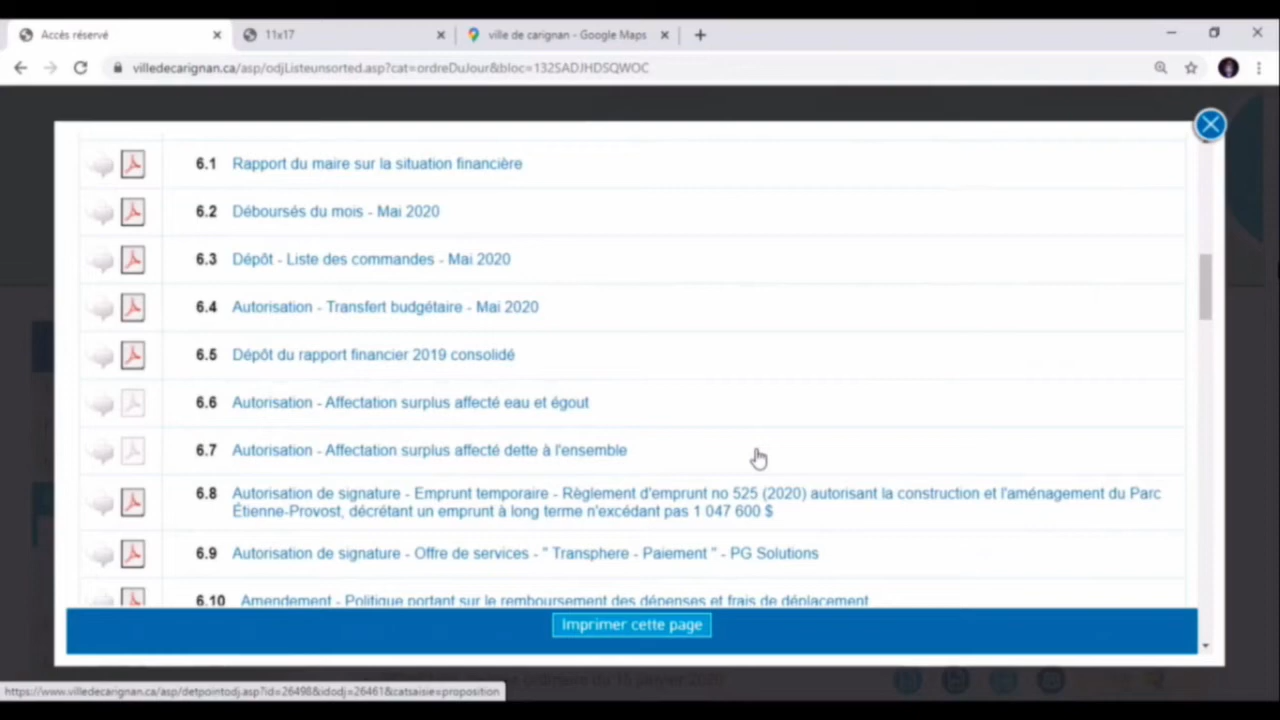 Accès réservé
11x17
ville de carignan - Google Maps
villedecarignan.ca/asp/odjListeunsorted.asp?cat=ordreDuJour&bloc=132SADJHDSQWOC
6.1 Rapport du maire sur la situation financière
6.2 Déboursés du mois - Mai 2020
6.3 Dépôt - Liste des commandes - Mai 2020
6.4 Autorisation - Transfert budgétaire - Mai 2020
6.5 Dépôt du rapport financier 2019 consolidé
6.6 Autorisation - Affectation surplus affecté eau et égout
6.7 Autorisation - Affectation surplus affecté dette à l'ensemble
6.8 Autorisation de signature - Emprunt temporaire - Règlement d'emprunt no 525 (2020) autorisant la construction et l'aménagement du Parc
Étienne-Provost, décrétant un emprunt à long terme n'excédant pas 1 047 600 $
6.9 Autorisation de signature - Offre de services - " Transphere - Paiement " - PG Solutions
6.10 Amendement - Politique portant sur le remboursement des dépenses et frais de déplacement
Imprimer cette page
https://www.villedecarignan.ca/asp/detpointodj.asp?id=26498&idodj=26461&catsaisie=proposition